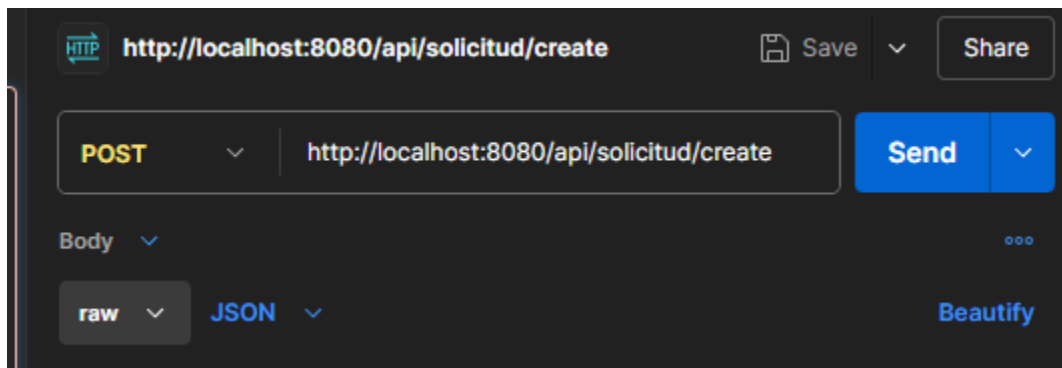 HTTP http://localhost:8080/api/solicitud/create Save Share
POST http://localhost:8080/api/solicitud/create Send
Body
raw JSON Beautify